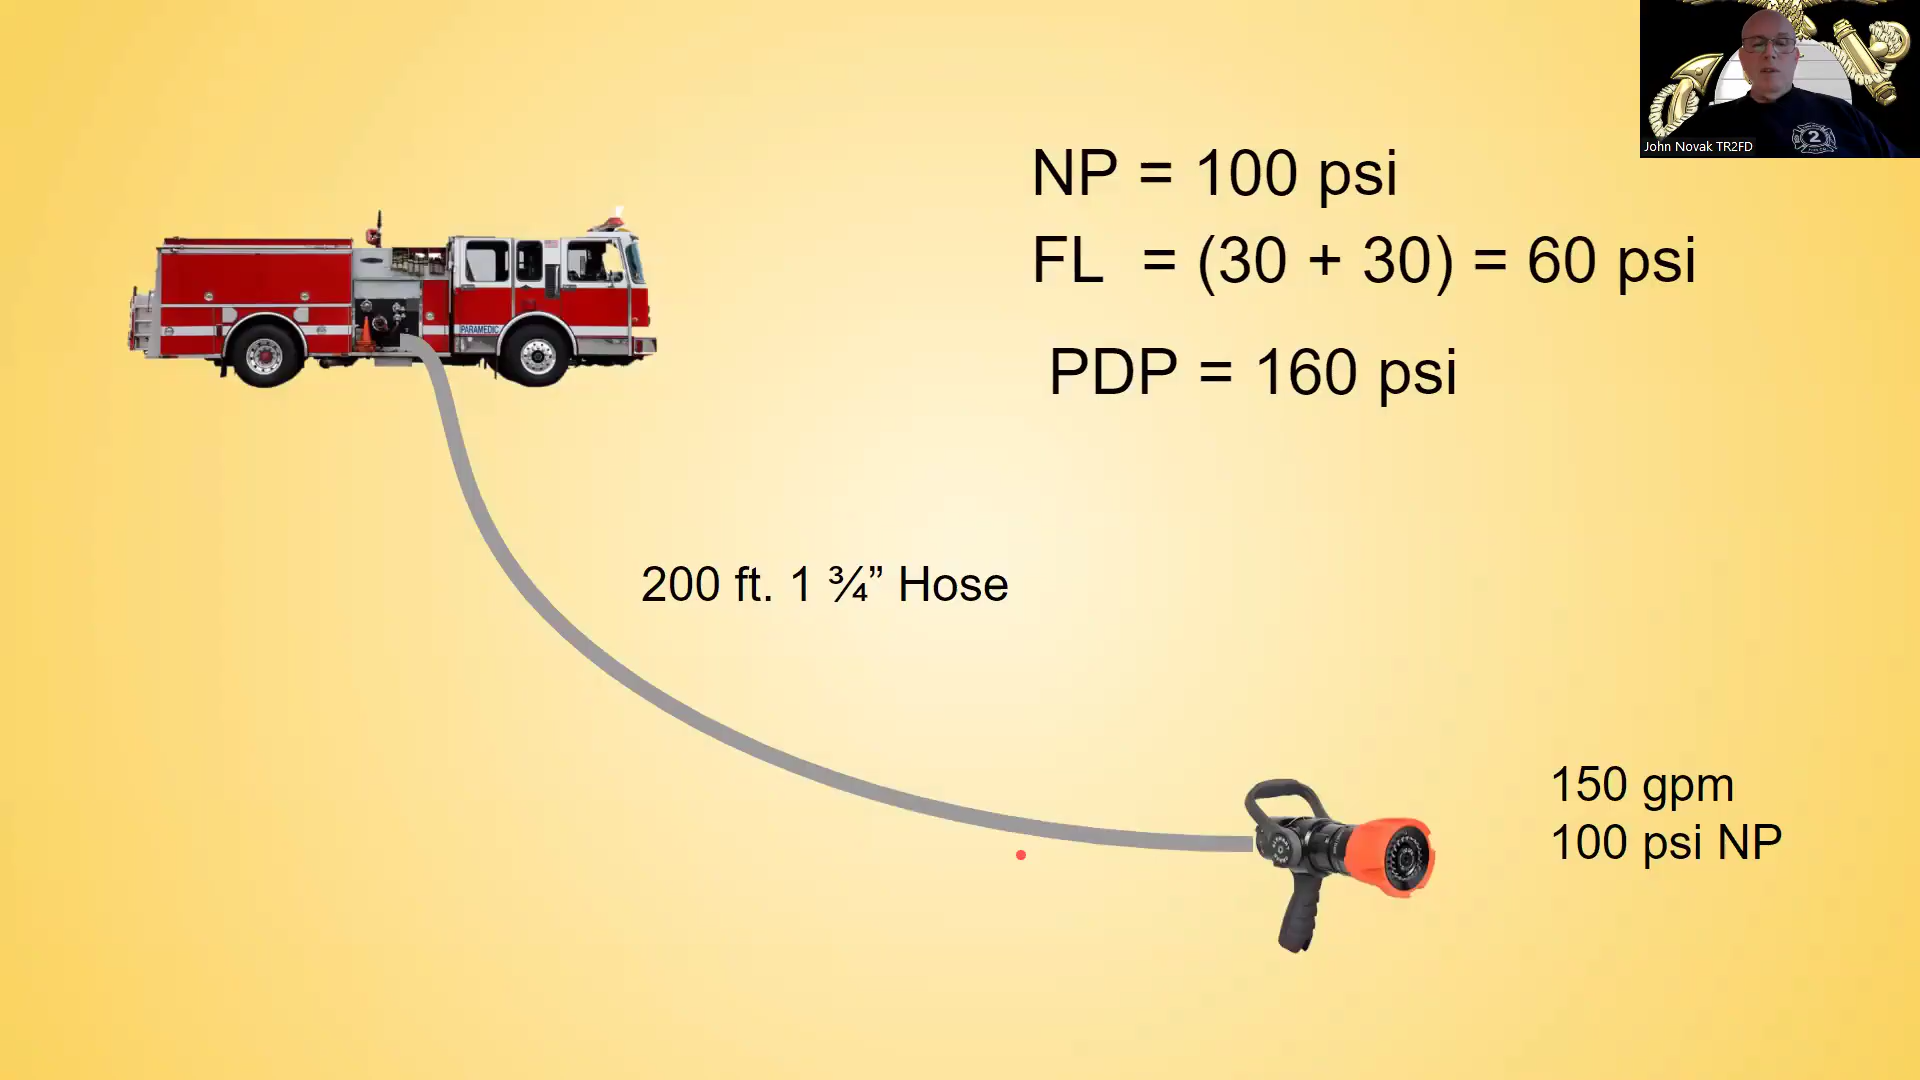 NP = 100 psi
FL = (30 + 30) = 60 psi
PDP = 160 psi
200 ft. 1 ¾” Hose
150 gpm
100 psi NP
PARAMEDIC
John Novak TR2FD
2